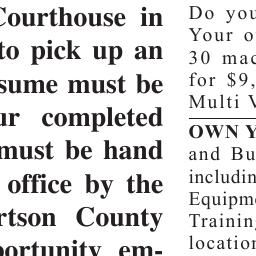 Courthouse in
to pick up an
sume must be
ur completed
must be hand
office by the
rtson County
portunity em-
Do you
Your o
30 mac
for $9,
Multi V
OWN Y
and Bu
includin
Equipme
Training
location